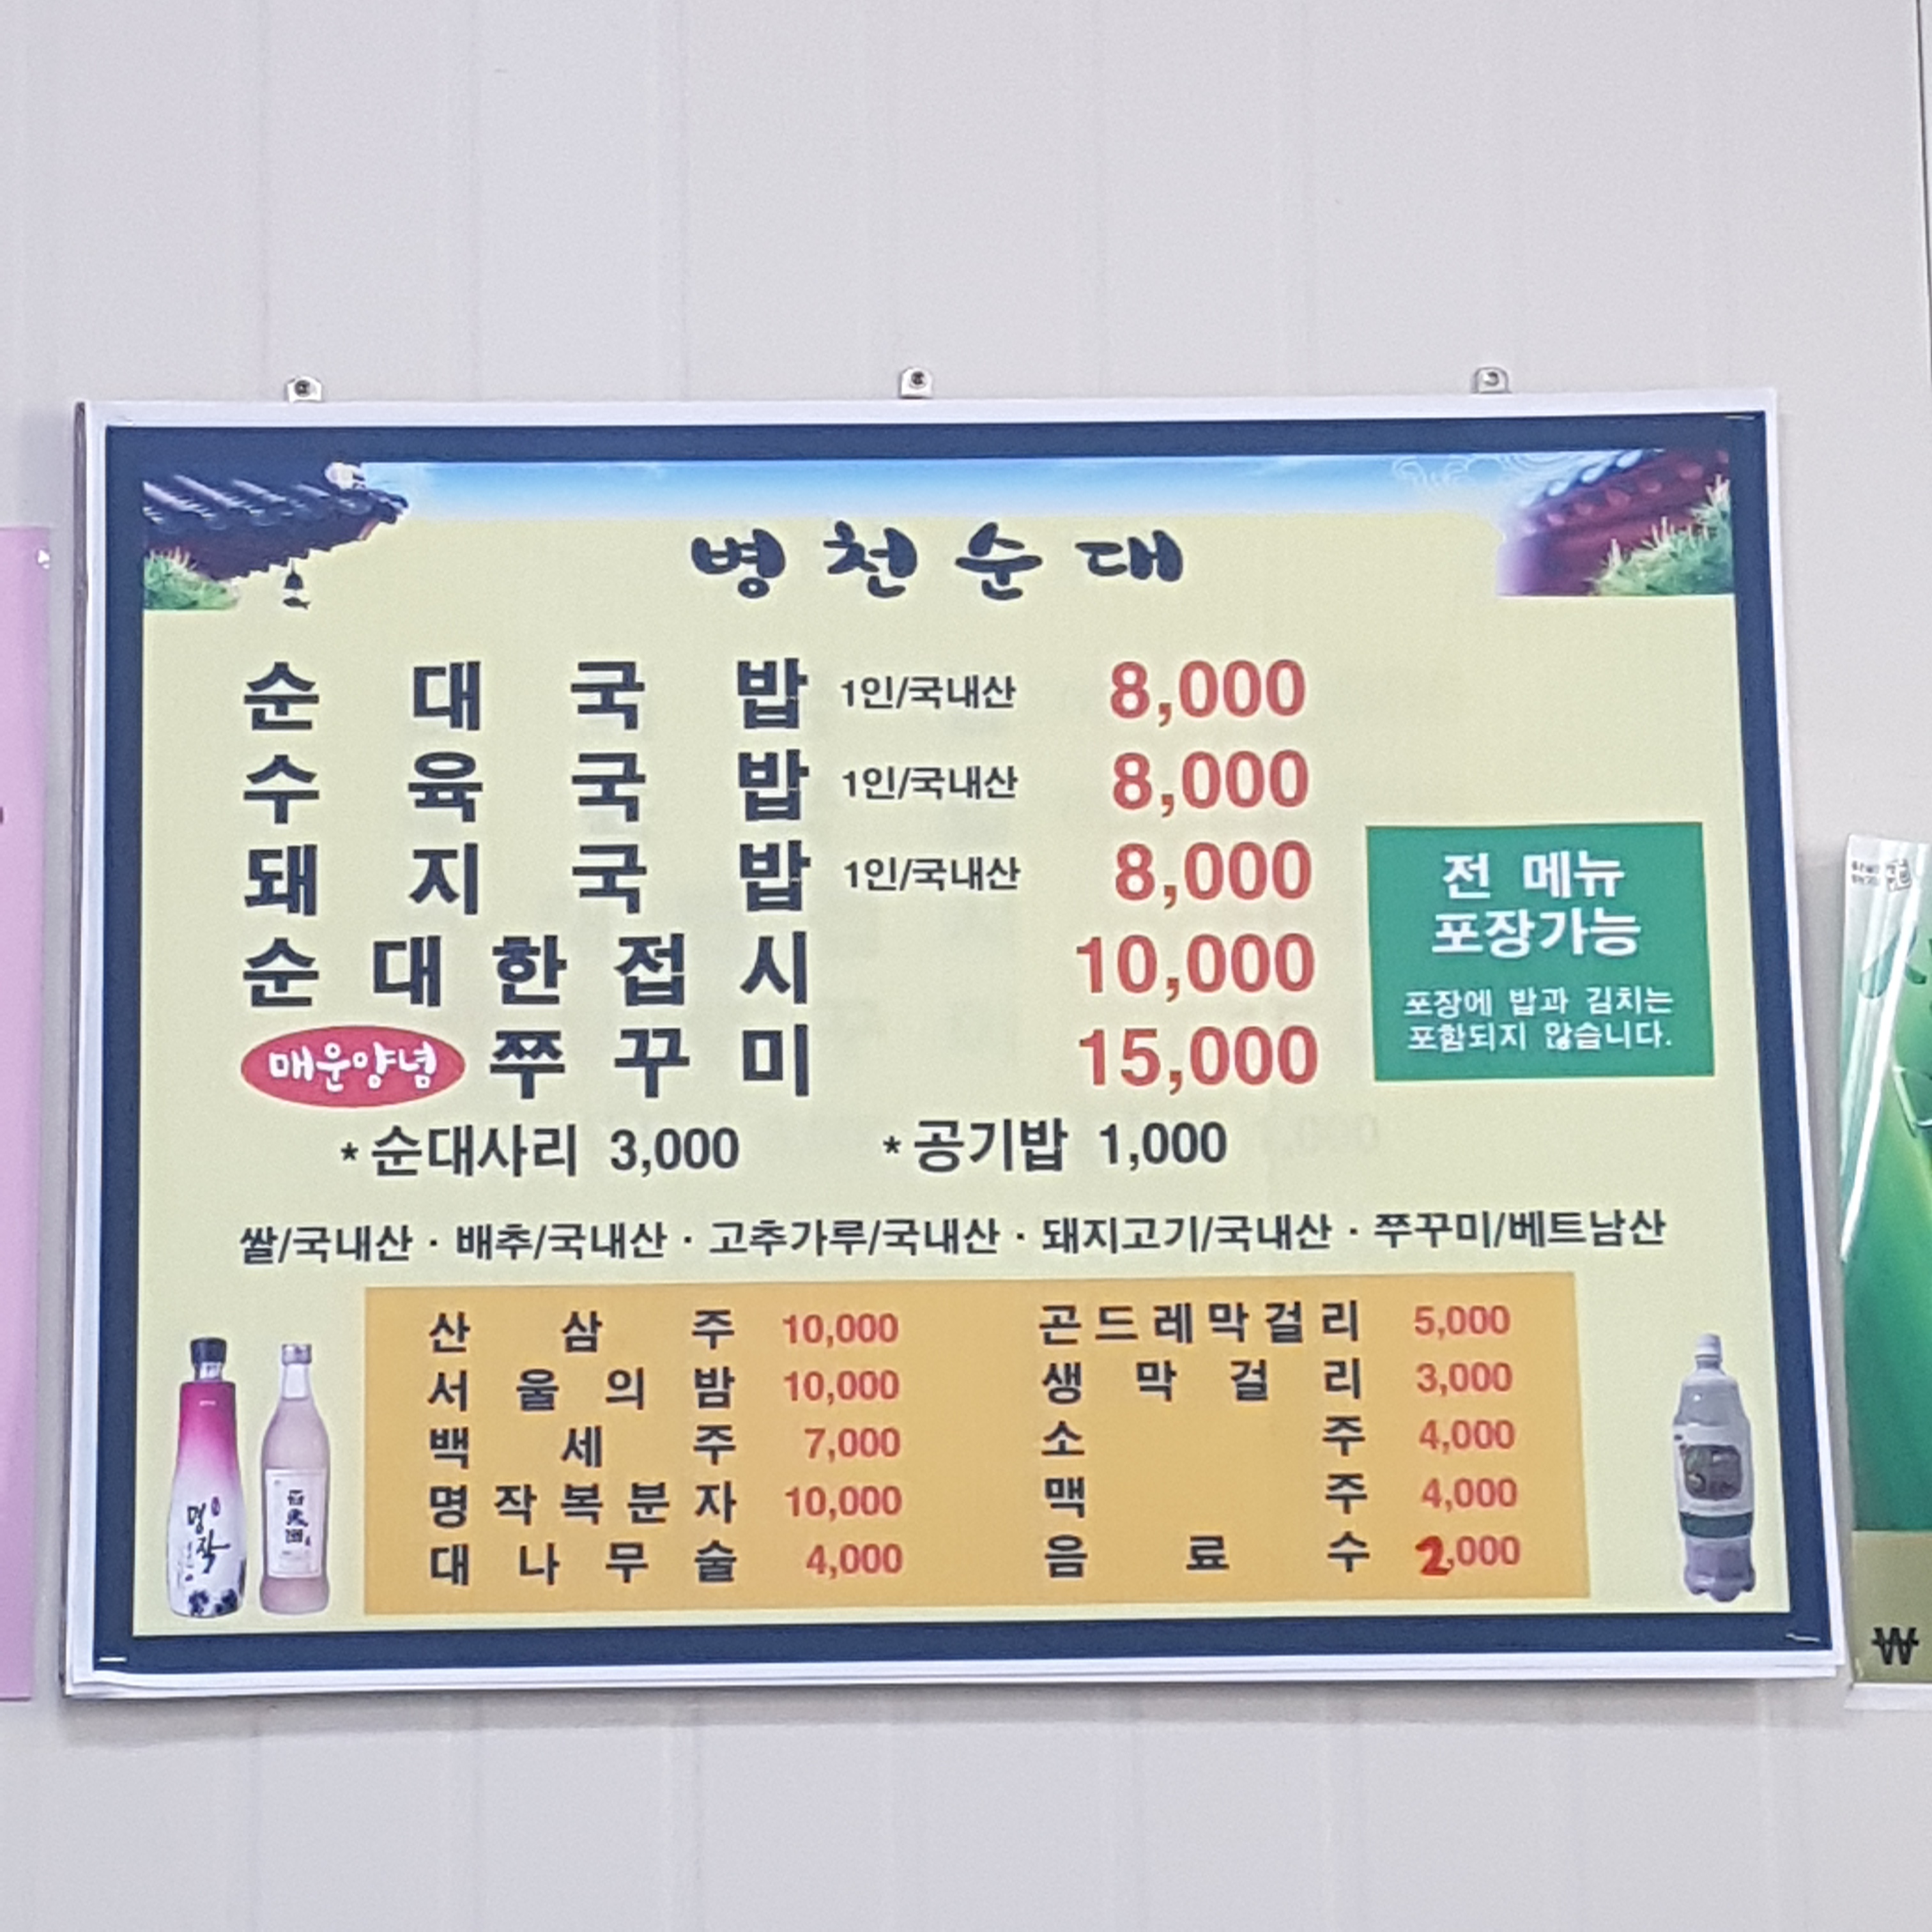 병천순대
순대국밥 1인/국내산 8,000
수육국밥 1인/국내산 8,000
돼지국밥 1인/국내산 8,000
순대한접시 10,000
매운양념 쭈꾸미 15,000
전 메뉴
포장가능
포장에 밥과 김치는
포함되지 않습니다.
*순대사리 3,000 *공기밥 1,000
쌀/국내산 · 배추/국내산 · 고추가루/국내산 · 돼지고기/국내산 · 쭈꾸미/베트남산
산삼주 10,000 곤드레막걸리 5,000
서울의밤 10,000 생막걸리 3,000
백세주 7,000 소주 4,000
명작복분자 10,000 맥주 4,000
대나무술 4,000 음료수 2,000
명작
₩